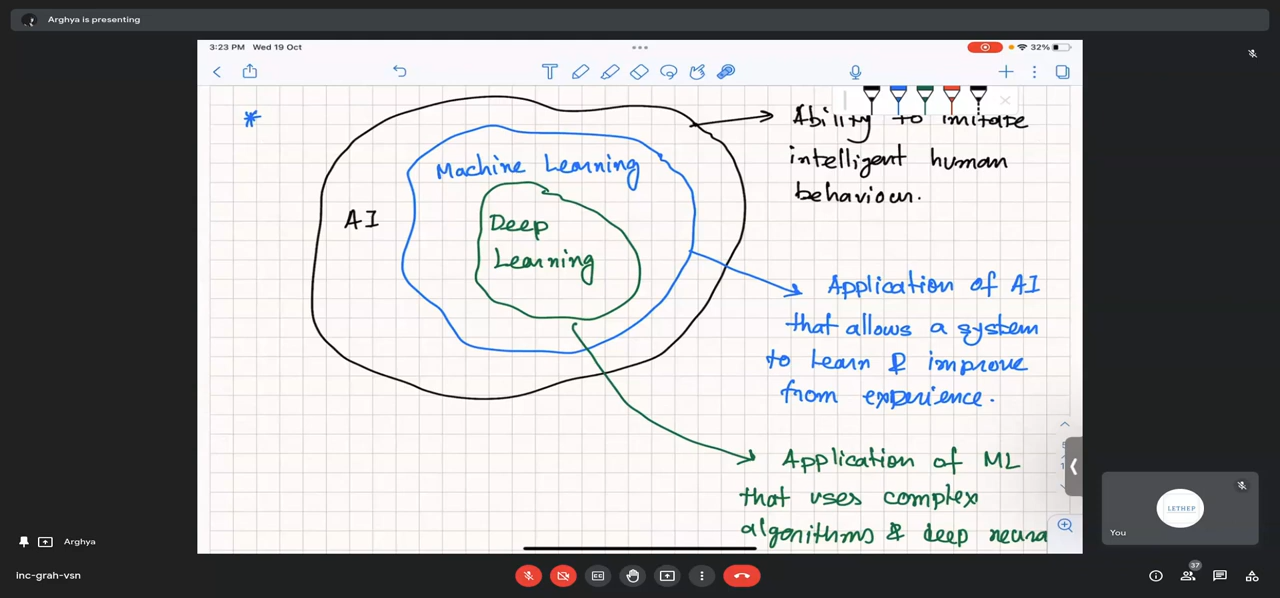 Arghya is presenting
3:23 PM Wed 19 Oct
32%
*
Ability to imitate
intelligent human
behaviour.
Machine Learning
AI
Deep
Learning
Application of AI
that allows a system
to learn & improve
from experience.
Application of ML
that uses complex
algorithms & deep neura
LETHEP
You
Arghya
lnc-grah-vsn
37